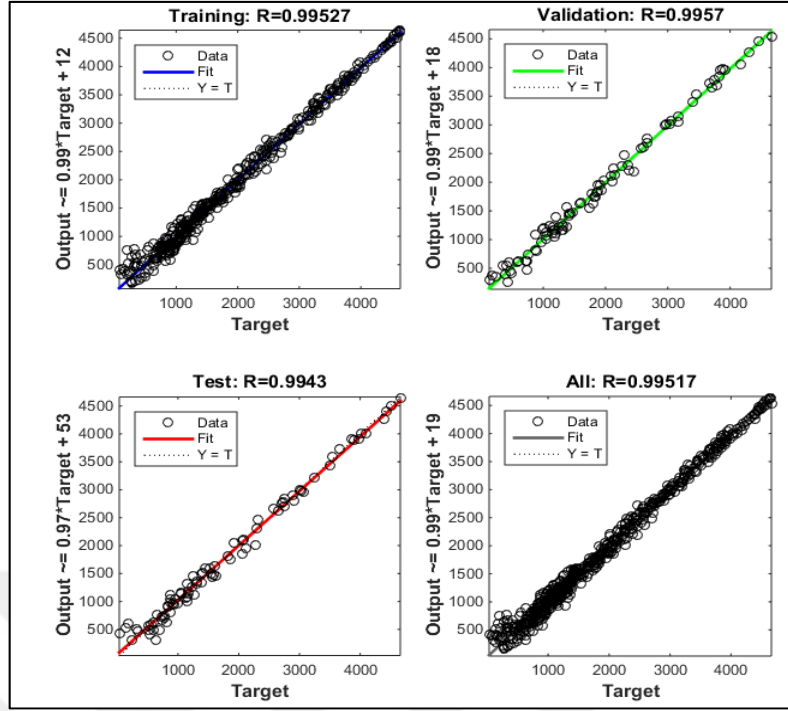 Training: R=0.99527
Output ~= 0.99*Target + 12
4500
4000
3500
3000
2500
2000
1500
1000
500
Data
Fit
Y = T
1000 2000 3000 4000
Target
Validation: R=0.9957
Output ~= 0.99*Target + 18
4500
4000
3500
3000
2500
2000
1500
1000
500
Data
Fit
Y = T
1000 2000 3000 4000
Target
Test: R=0.9943
Output ~= 0.97*Target + 53
4500
4000
3500
3000
2500
2000
1500
1000
500
Data
Fit
Y = T
1000 2000 3000 4000
Target
All: R=0.99517
Output ~= 0.99*Target + 19
4500
4000
3500
3000
2500
2000
1500
1000
500
Data
Fit
Y = T
1000 2000 3000 4000
Target